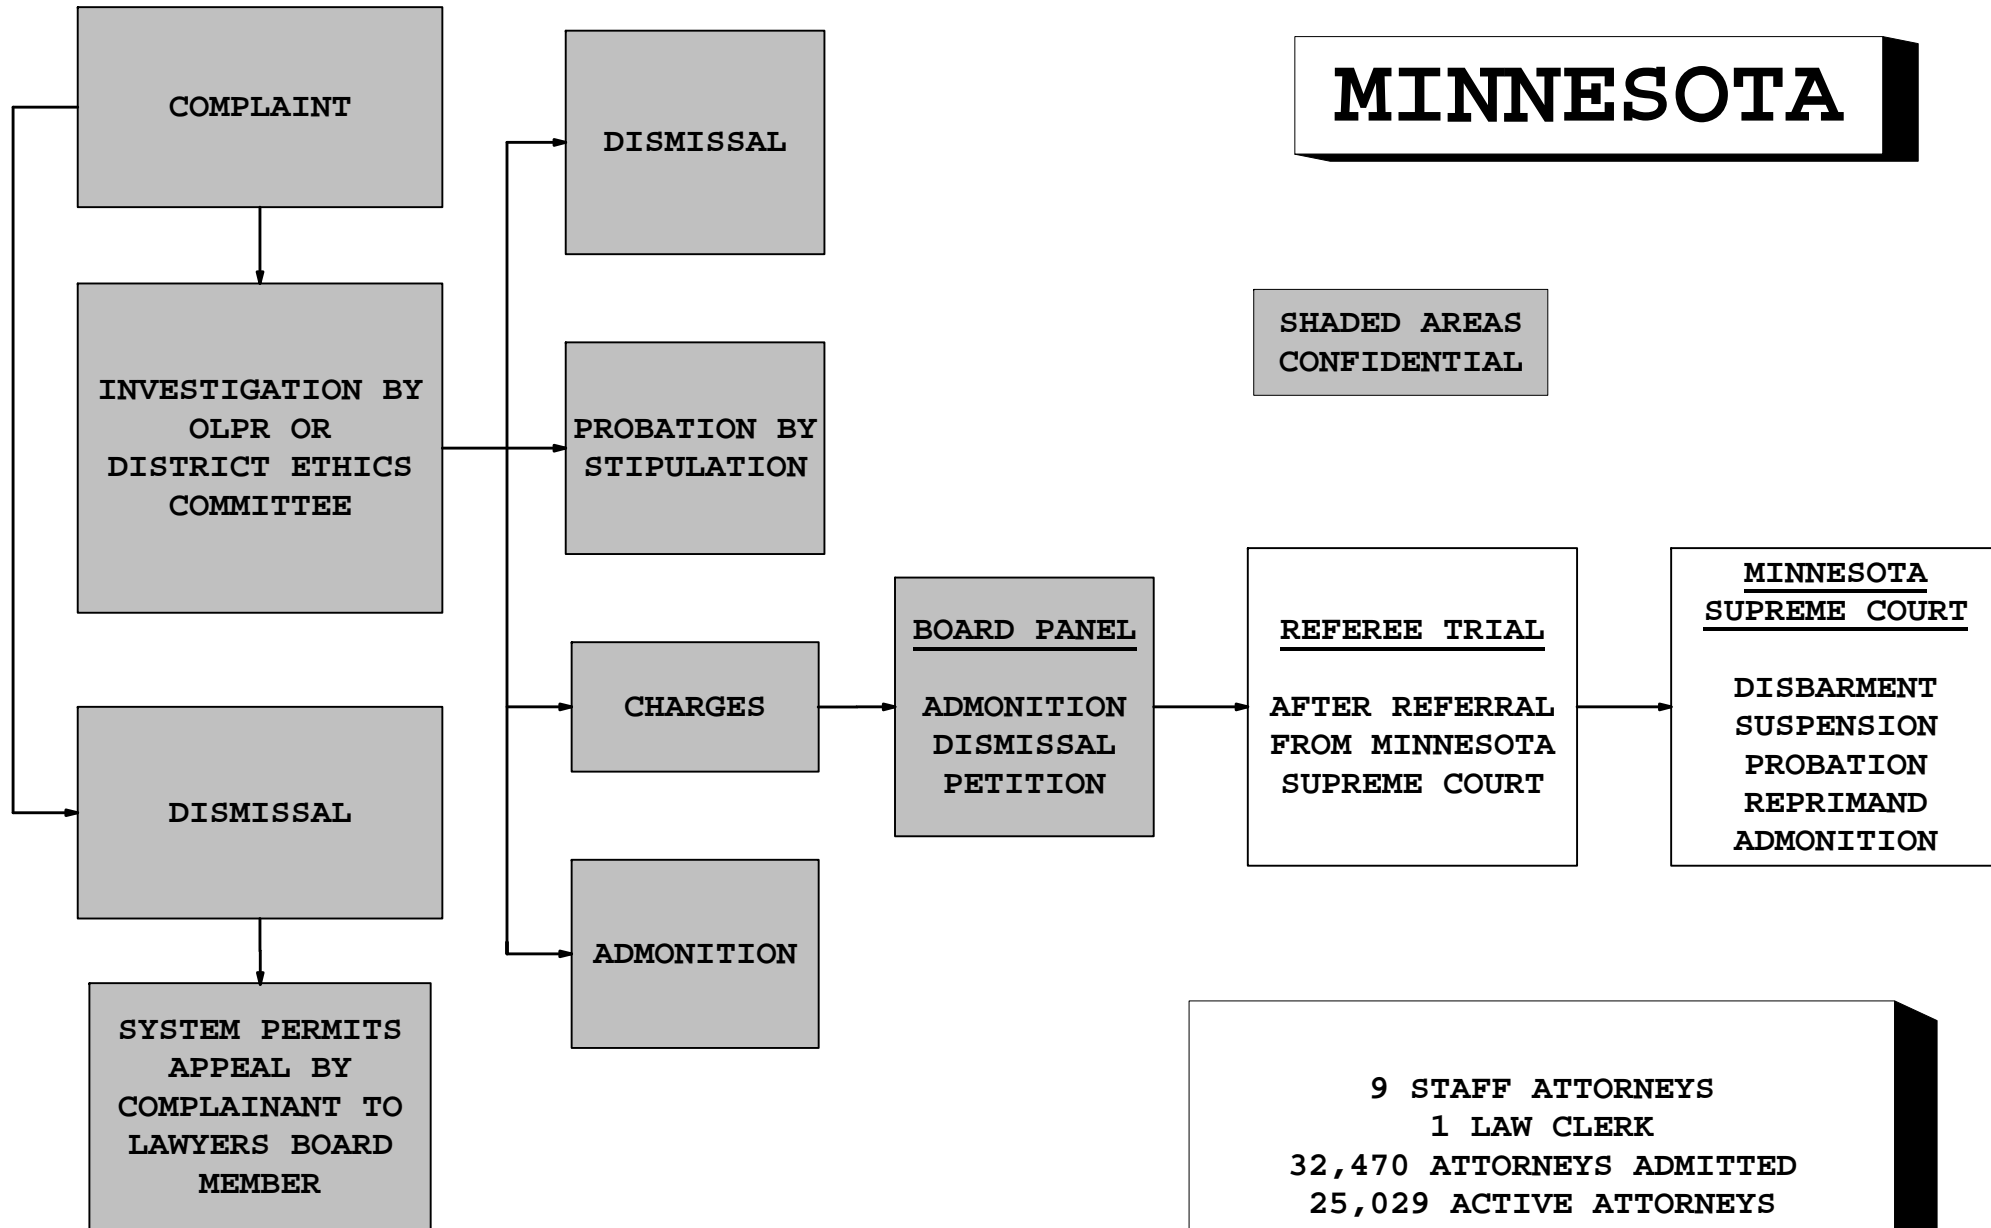 COMPLAINT
DISMISSAL
MINNESOTA
INVESTIGATION BY
OLPR OR
DISTRICT ETHICS
COMMITTEE
PROBATION BY
STIPULATION
SHADED AREAS
CONFIDENTIAL
CHARGES
BOARD PANEL
ADMONITION
DISMISSAL
PETITION
REFEREE TRIAL
AFTER REFERRAL
FROM MINNESOTA
SUPREME COURT
MINNESOTA
SUPREME COURT
DISBARMENT
SUSPENSION
PROBATION
REPRIMAND
ADMONITION
DISMISSAL
ADMONITION
SYSTEM PERMITS
APPEAL BY
COMPLAINANT TO
LAWYERS BOARD
MEMBER
9 STAFF ATTORNEYS
1 LAW CLERK
32,470 ATTORNEYS ADMITTED
25,029 ACTIVE ATTORNEYS